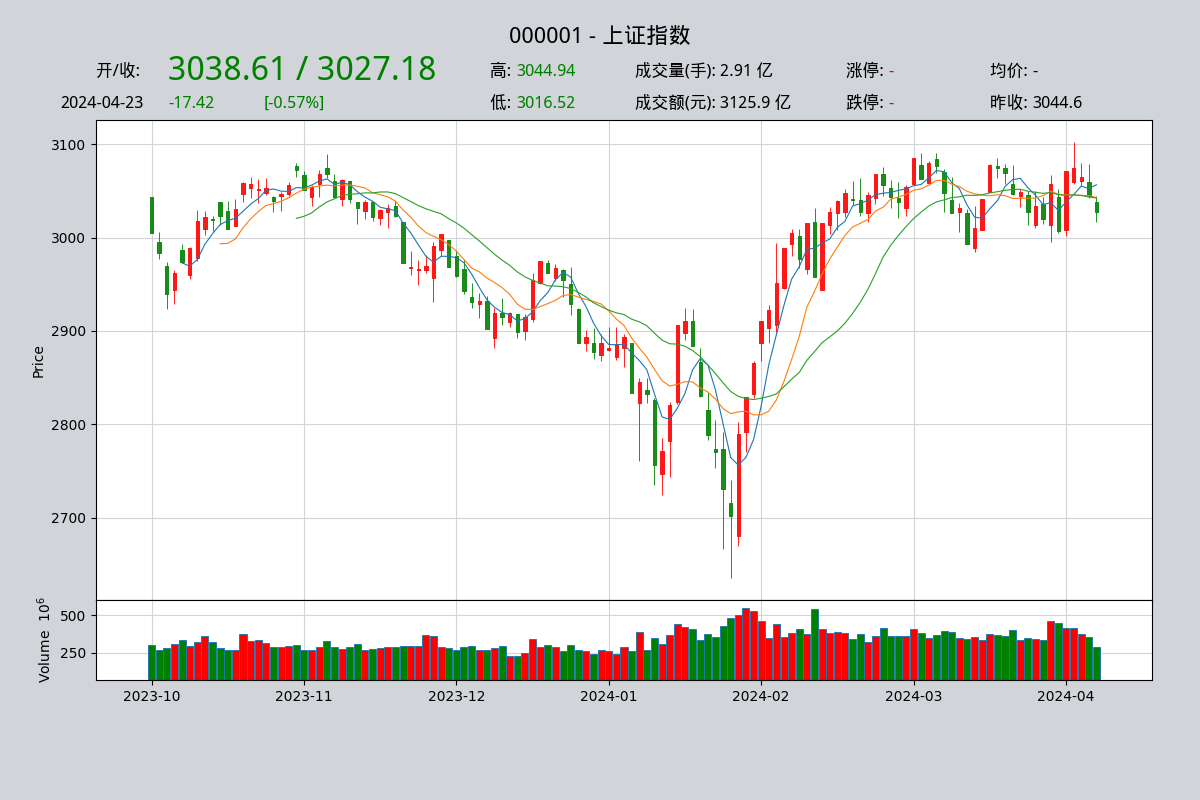 000001 - 上证指数
开/收: 3038.61 / 3027.18 高: 3044.94 成交量(手): 2.91 亿 涨停: - 均价: -
2024-04-23 -17.42 [-0.57%] 低: 3016.52 成交额(元): 3125.9 亿 跌停: - 昨收: 3044.6
3100
3000
2900
2800
2700
Price
500
250
Volume 10⁶
2023-10 2023-11 2023-12 2024-01 2024-02 2024-03 2024-04